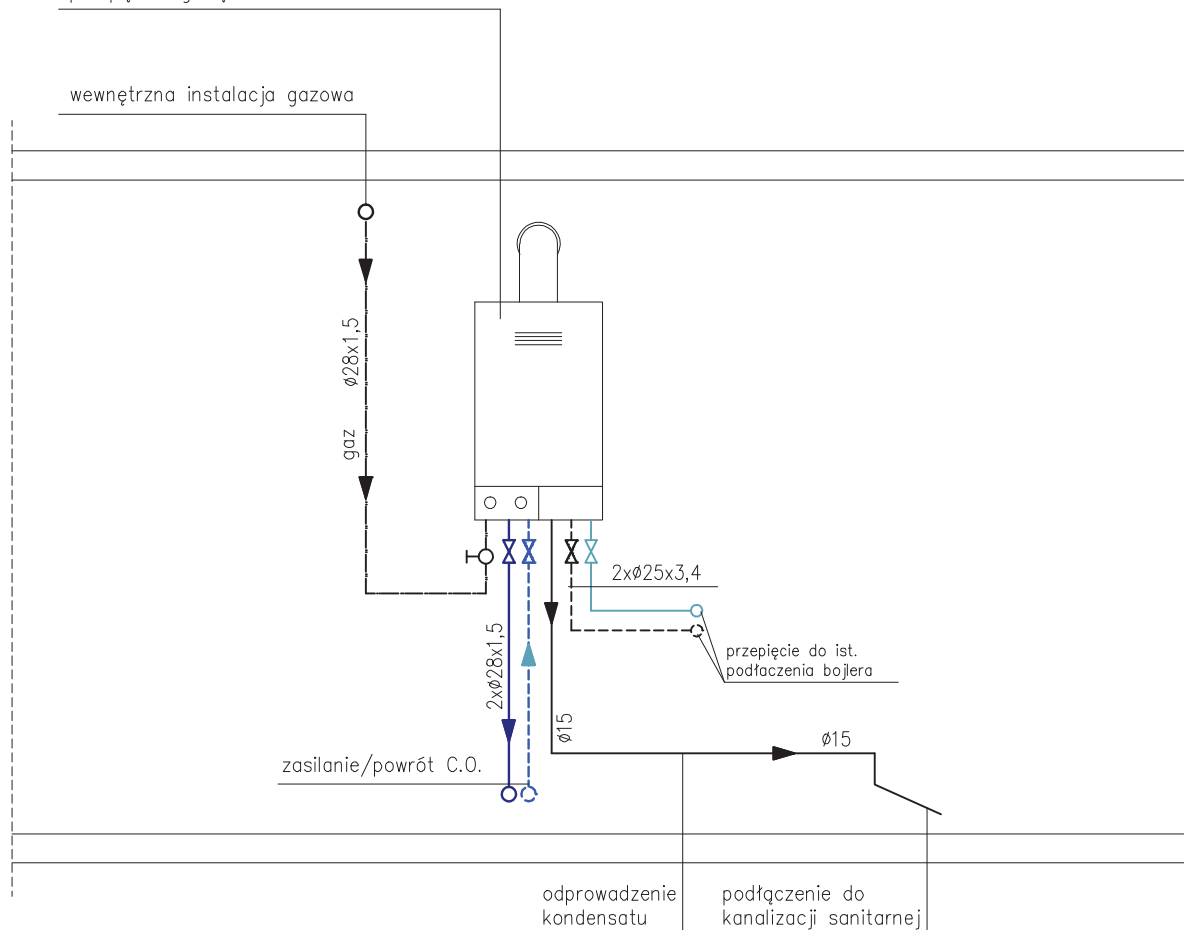 wewnętrzna instalacja gazowa
gaz ø28x1,5
2xø25x3,4
2xø28x1,5
przepięcie do ist.
podłaczenia bojlera
ø15
ø15
zasilanie/powrót C.O.
odprowadzenie
kondensatu
podłączenie do
kanalizacji sanitarnej